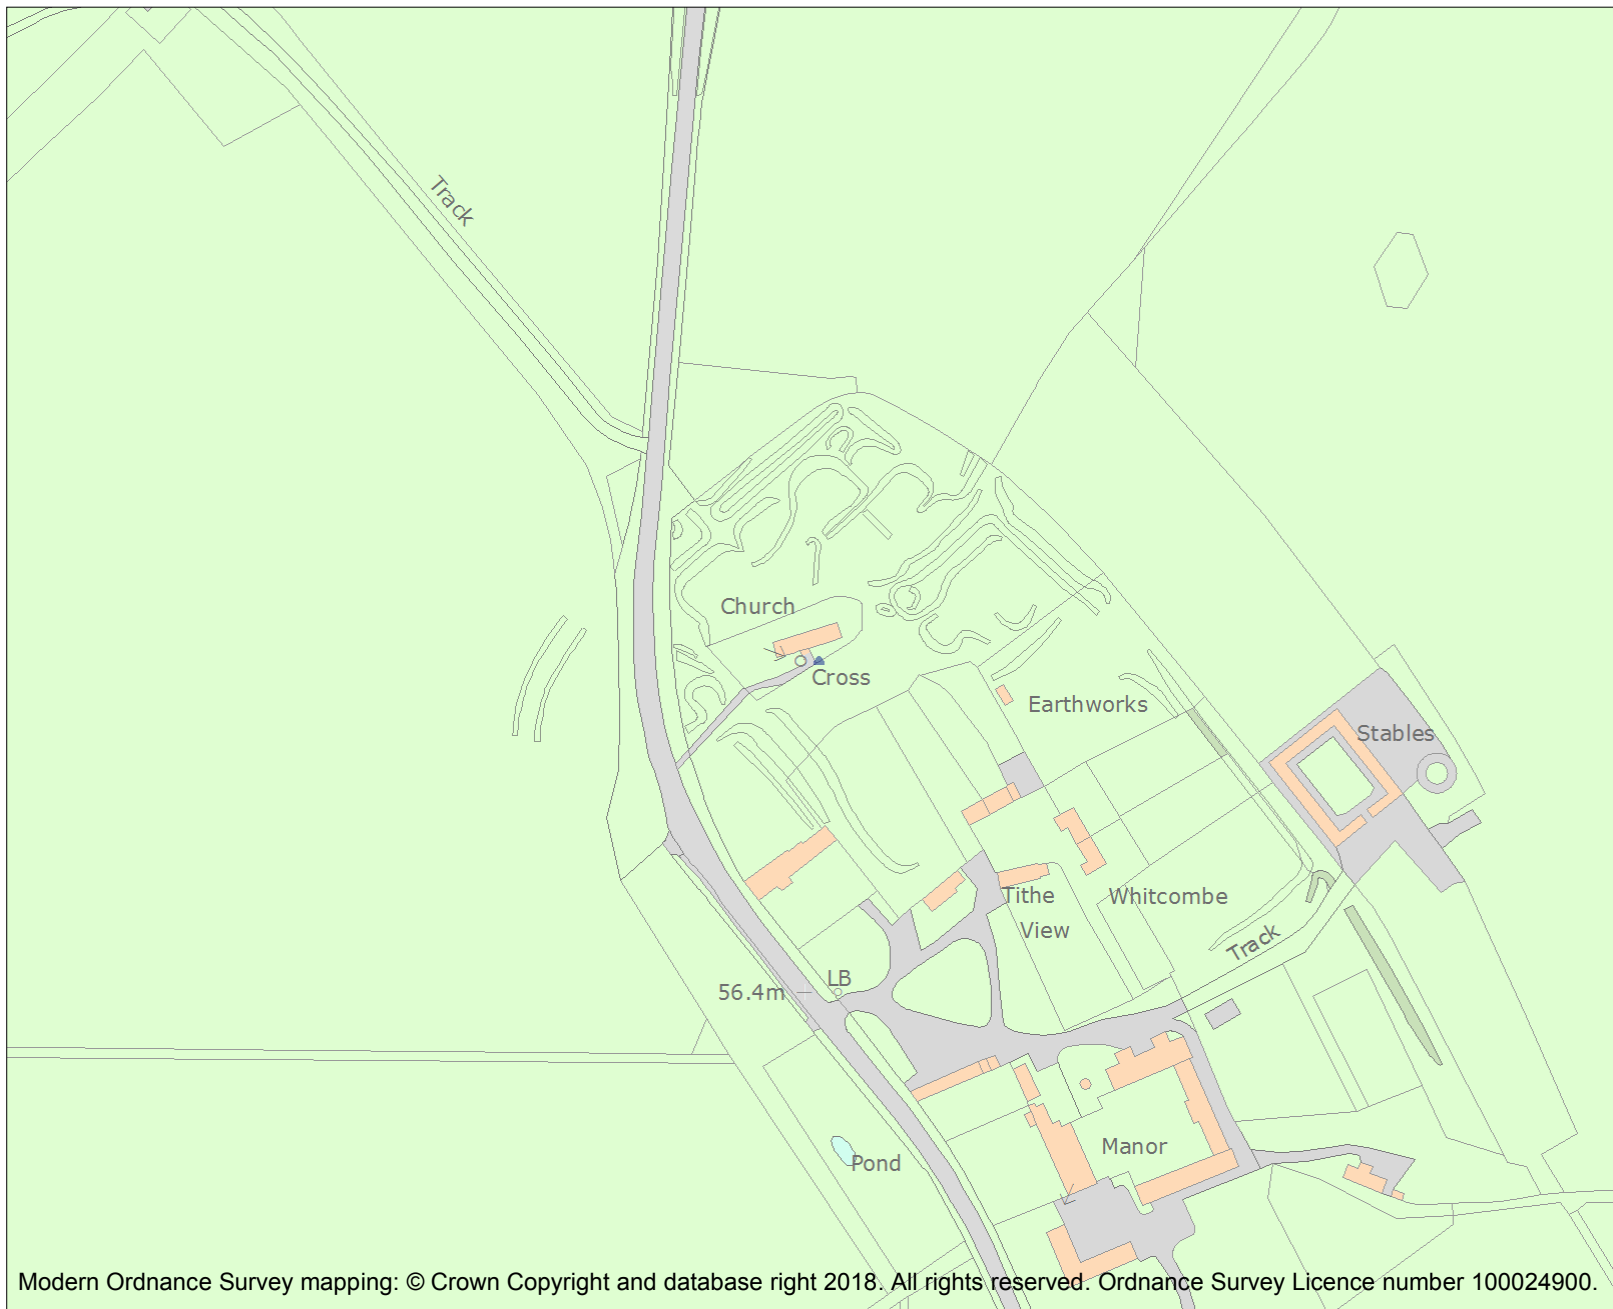 Track
Church
Cross
Earthworks
Stables
Tithe
View
Whitcombe
Track
LB
56.4m
Manor
Pond
Modern Ordnance Survey mapping: © Crown Copyright and database right 2018. All rights reserved. Ordnance Survey Licence number 100024900.